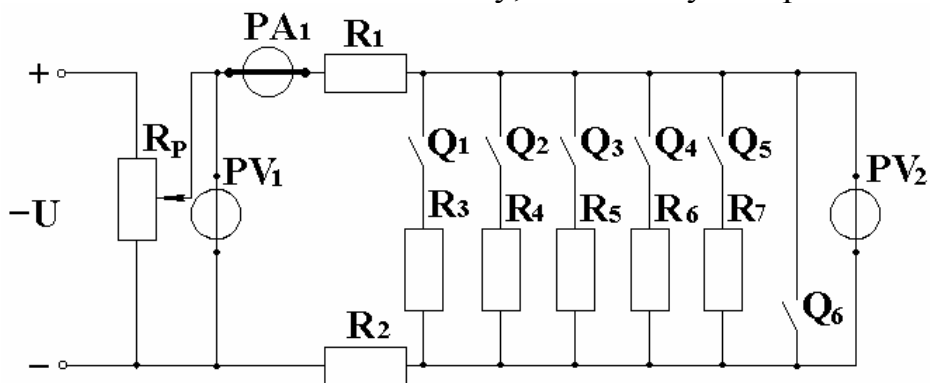 PA1 R1
+
Q1 Q2 Q3 Q4 Q5
RP PV1 PV2
–U R3 R4 R5 R6 R7
Q6
R2
–